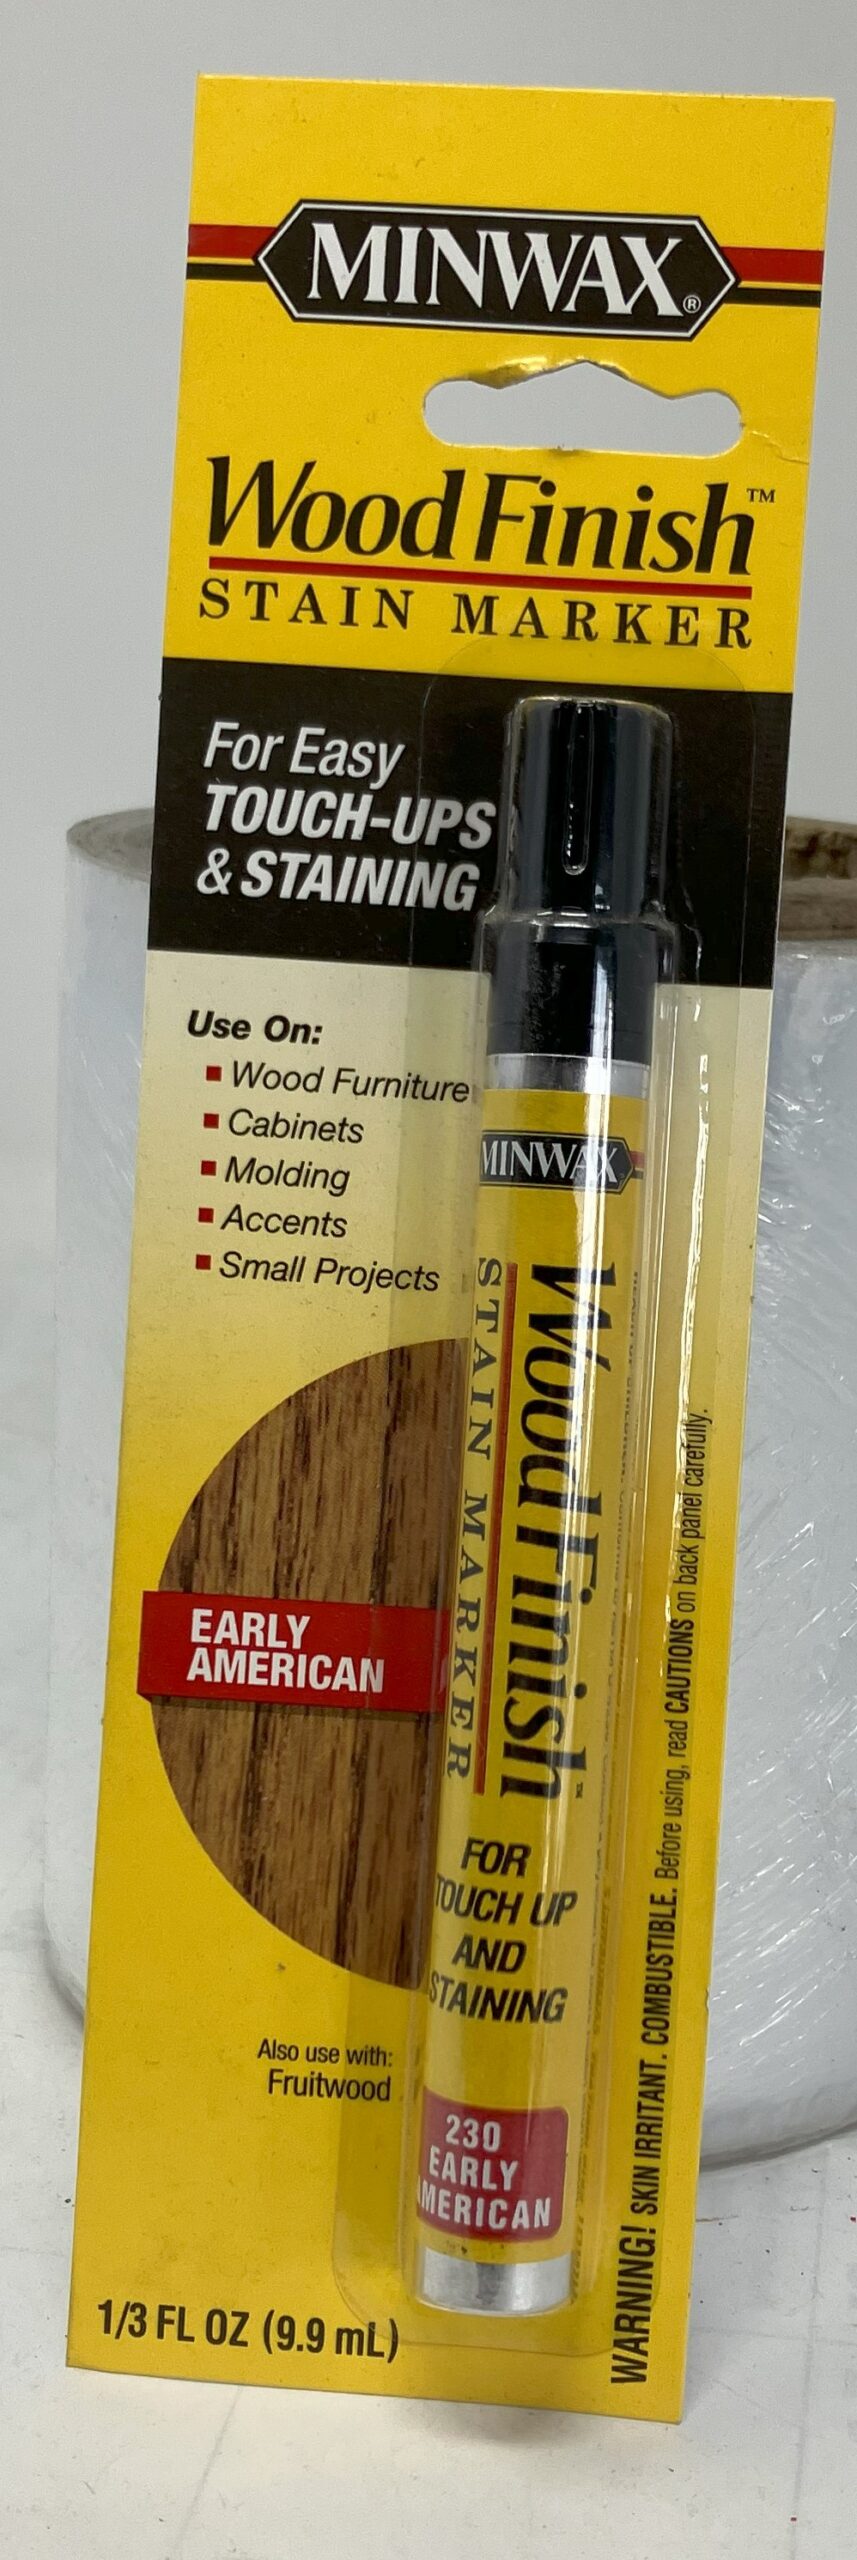 MINWAX®
Wood Finish™
STAIN MARKER
For Easy
TOUCH-UPS
& STAINING
Use On:
▪ Wood Furniture
▪ Cabinets
▪ Molding
▪ Accents
▪ Small Projects
EARLY
AMERICAN
Also use with:
Fruitwood
1/3 FL OZ (9.9 mL)
MINWAX
Wood Finish™
STAIN MARKER
FOR
TOUCH UP
AND
STAINING
230
EARLY
AMERICAN
WARNING! SKIN IRRITANT. COMBUSTIBLE. Before using, read CAUTIONS on back panel carefully.